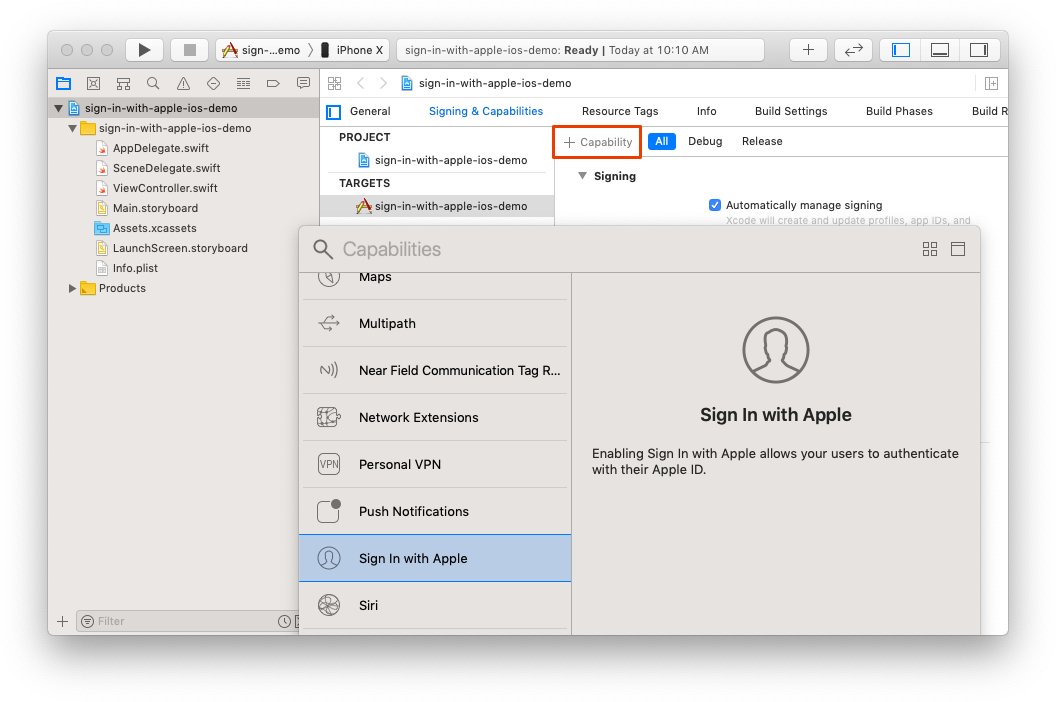 sign-...emo
iPhone X
sign-in-with-apple-ios-demo: Ready | Today at 10:10 AM
sign-in-with-apple-ios-demo
sign-in-with-apple-ios-demo
General
Signing & Capabilities
Resource Tags
Info
Build Settings
Build Phases
Build R
sign-in-with-apple-ios-demo
AppDelegate.swift
SceneDelegate.swift
ViewController.swift
Main.storyboard
Assets.xcassets
LaunchScreen.storyboard
Info.plist
Products
PROJECT
sign-in-with-apple-ios-demo
TARGETS
sign-in-with-apple-ios-demo
+ Capability
All
Debug
Release
Signing
Automatically manage signing
Xcode will create and update profiles, app IDs, and
Capabilities
Maps
Multipath
Near Field Communication Tag R...
Network Extensions
VPN
Personal VPN
Push Notifications
Sign In with Apple
Siri
Sign In with Apple
Enabling Sign In with Apple allows your users to authenticate
with their Apple ID.
Filter